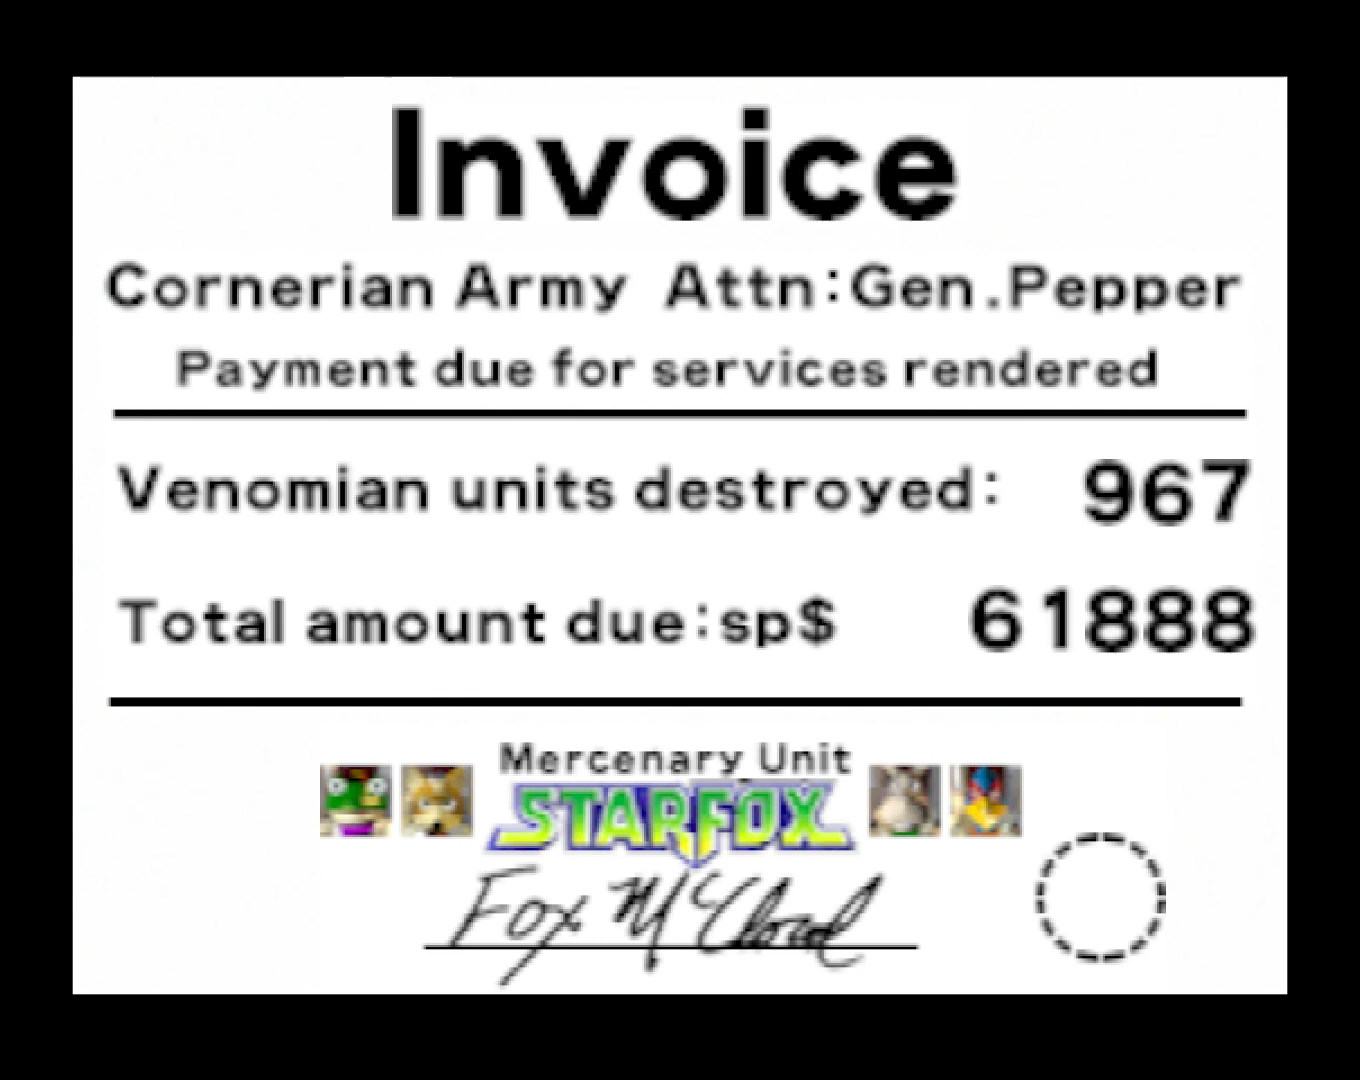 Invoice
Cornerian Army Attn:Gen.Pepper
Payment due for services rendered
Venomian units destroyed: 967
Total amount due:sp$ 61888
Mercenary Unit
STARFOX
Fox McCloud